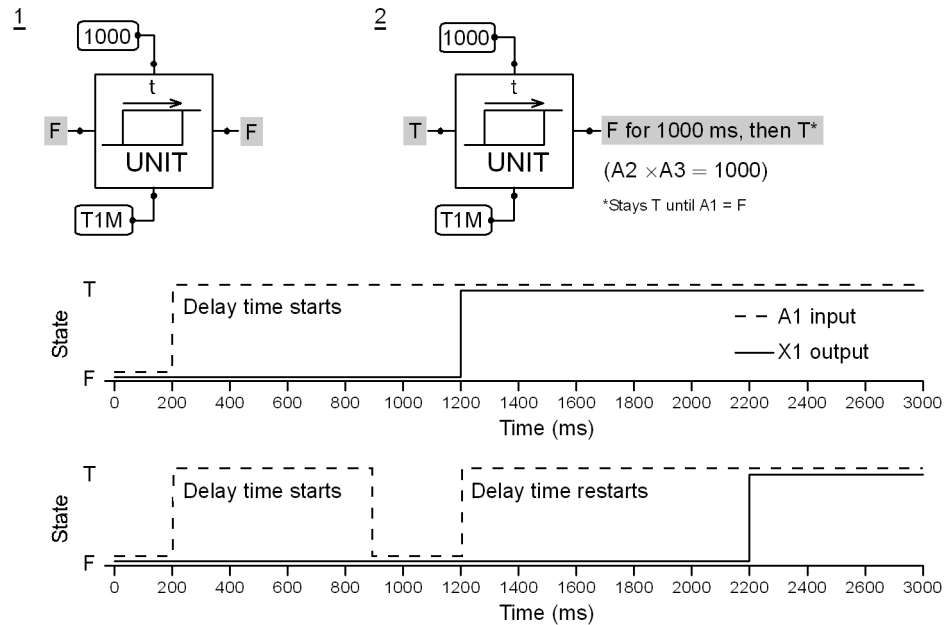 1
1000
t
F
F
UNIT
T1M
2
1000
t
T
F for 1000 ms, then T*
UNIT
(A2 ×A3 = 1000)
*Stays T until A1 = F
T1M
T
Delay time starts
A1 input
State
X1 output
F
0 200 400 600 800 1000 1200 1400 1600 1800 2000 2200 2400 2600 2800 3000
Time (ms)
T
Delay time starts
Delay time restarts
State
F
0 200 400 600 800 1000 1200 1400 1600 1800 2000 2200 2400 2600 2800 3000
Time (ms)